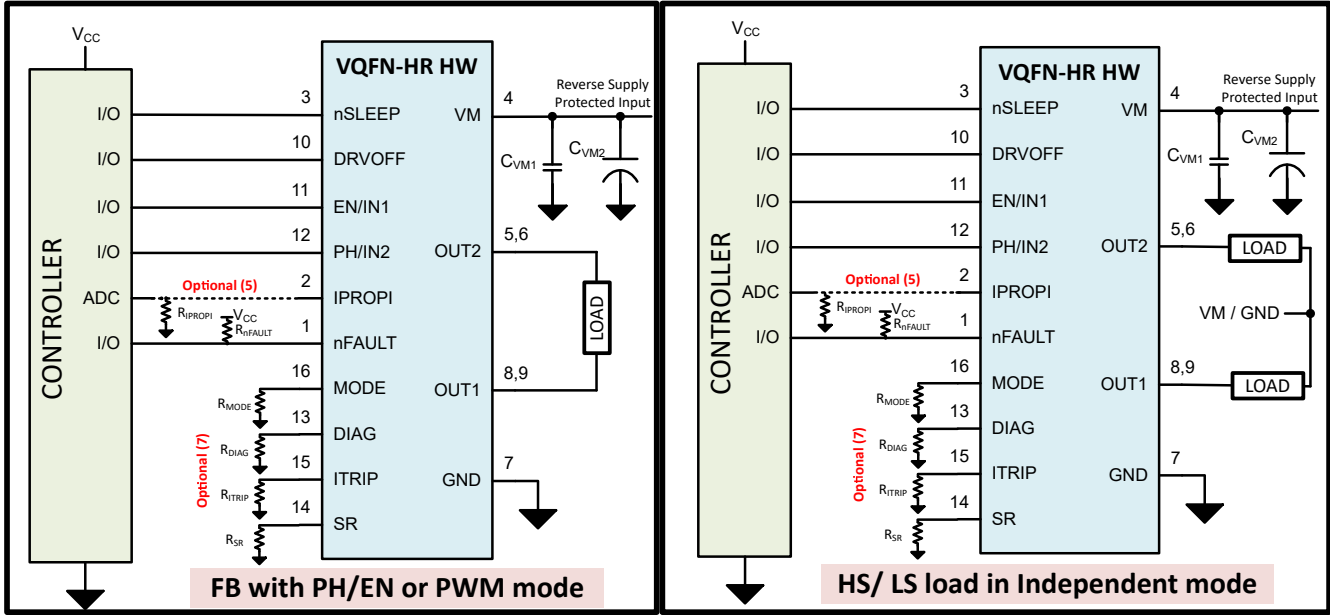 VCC
VQFN-HR HW
CONTROLLER
I/O
3
nSLEEP
VM
4
Reverse Supply
Protected Input
I/O
10
DRVOFF
CVM1
CVM2
I/O
11
EN/IN1
I/O
12
PH/IN2
OUT2
5,6
ADC
Optional (5)
2
IPROPI
RIPROPI
VCC
RnFAULT
LOAD
I/O
1
nFAULT
16
MODE
OUT1
8,9
RMODE
13
DIAG
Optional (7)
RDIAG
15
ITRIP
GND
7
RITRIP
14
SR
RSR
FB with PH/EN or PWM mode
VCC
VQFN-HR HW
CONTROLLER
I/O
3
nSLEEP
VM
4
Reverse Supply
Protected Input
I/O
10
DRVOFF
CVM1
CVM2
I/O
11
EN/IN1
I/O
12
PH/IN2
OUT2
5,6
LOAD
ADC
Optional (5)
2
IPROPI
RIPROPI
VCC
RnFAULT
VM / GND
I/O
1
nFAULT
16
MODE
OUT1
8,9
LOAD
RMODE
13
DIAG
Optional (7)
RDIAG
15
ITRIP
GND
7
RITRIP
14
SR
RSR
HS/ LS load in Independent mode